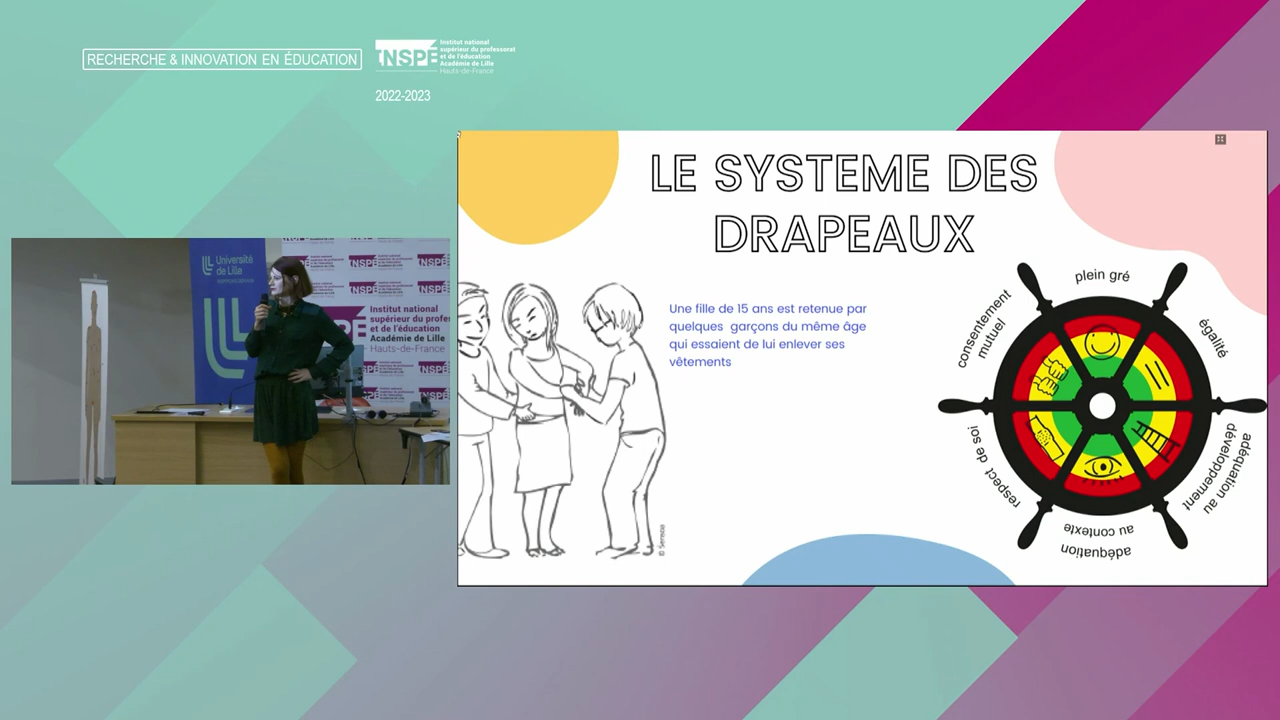 RECHERCHE & INNOVATION EN ÉDUCATION
INSPÉ
Institut national
supérieur du professorat
et de l'éducation
Académie de Lille
Hauts-de-France
2022-2023
LE SYSTEME DES
DRAPEAUX
Une fille de 15 ans est retenue par
quelques garçons du même âge
qui essaient de lui enlever ses
vêtements
© Sensoa
plein gré
égalité
adéquation au
développement
adéquation
au contexte
respect de soi
consentement
mutuel
Université
de Lille
Institut national
supérieur du profes
et de l'éducation
Académie de Lille
Hauts-de-France